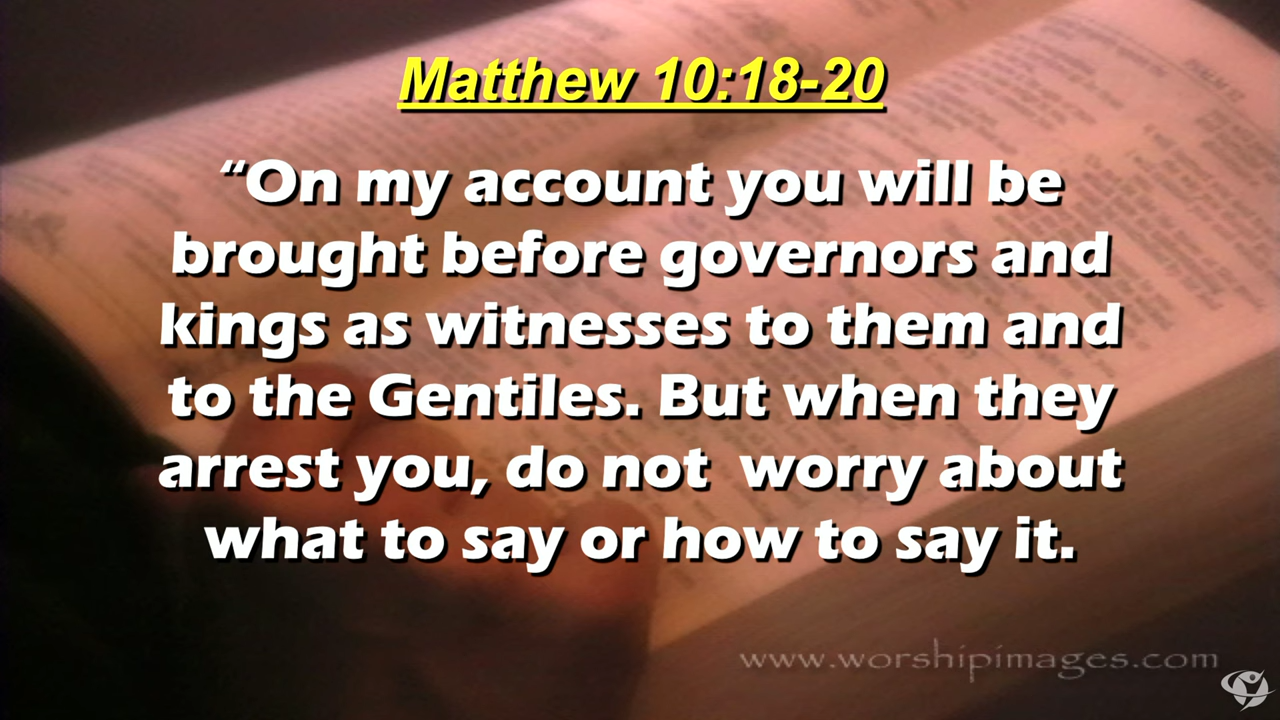 Matthew 10:18-20
“On my account you will be
brought before governors and
kings as witnesses to them and
to the Gentiles. But when they
arrest you, do not  worry about
what to say or how to say it.
www.worshipimages.com